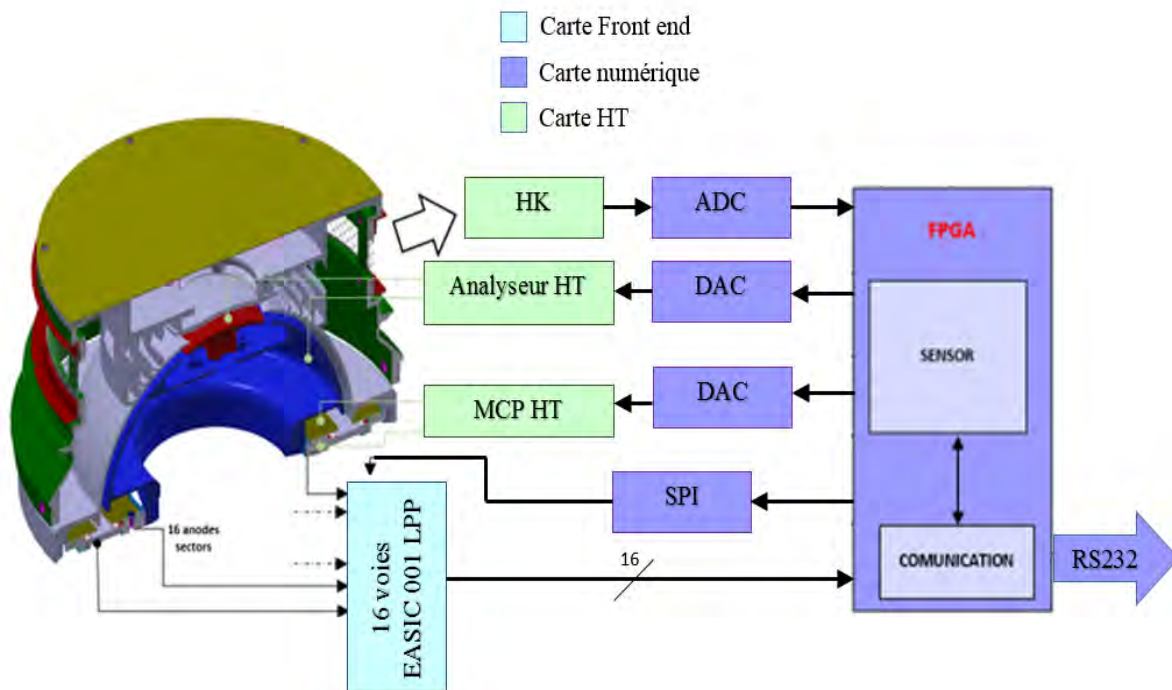 Carte Front end
Carte numérique
Carte HT
HK
ADC
FPGA
Analyseur HT
DAC
SENSOR
MCP HT
DAC
SPI
16 anodes
sectors
16 voies
EASIC 001 LPP
16
COMUNICATION
RS232